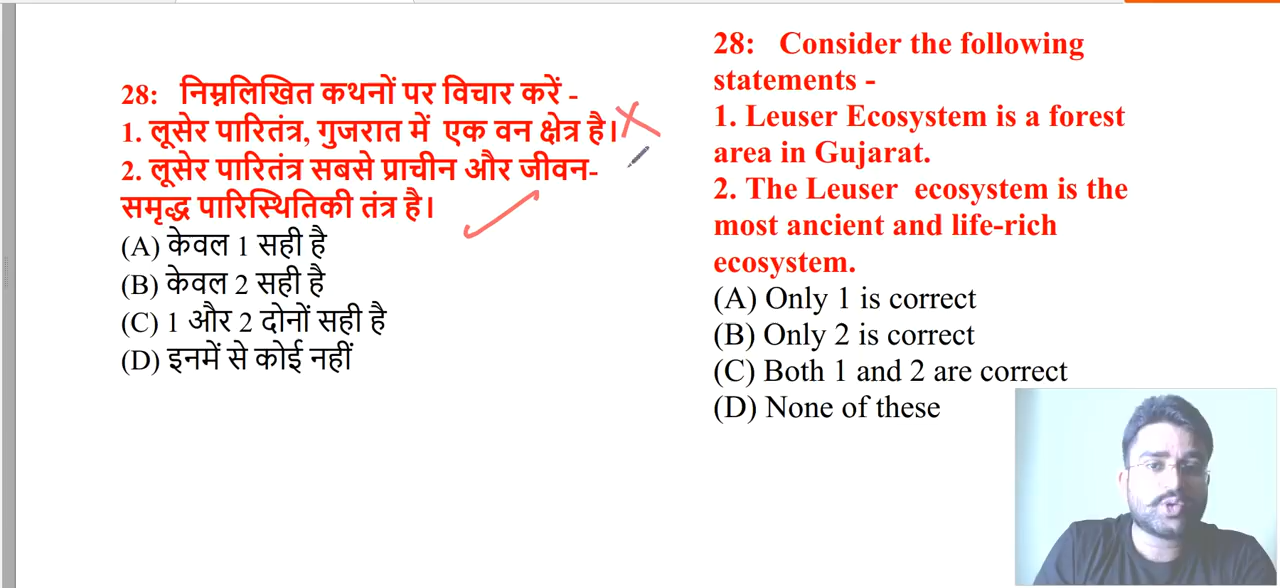 28: निम्नलिखित कथनों पर विचार करें -
1. लूसेर पारितंत्र, गुजरात में एक वन क्षेत्र है।
2. लूसेर पारितंत्र सबसे प्राचीन और जीवन-
समृद्ध पारिस्थितिकी तंत्र है।
(A) केवल 1 सही है
(B) केवल 2 सही है
(C) 1 और 2 दोनों सही है
(D) इनमें से कोई नहीं
28: Consider the following
statements -
1. Leuser Ecosystem is a forest
area in Gujarat.
2. The Leuser ecosystem is the
most ancient and life-rich
ecosystem.
(A) Only 1 is correct
(B) Only 2 is correct
(C) Both 1 and 2 are correct
(D) None of these